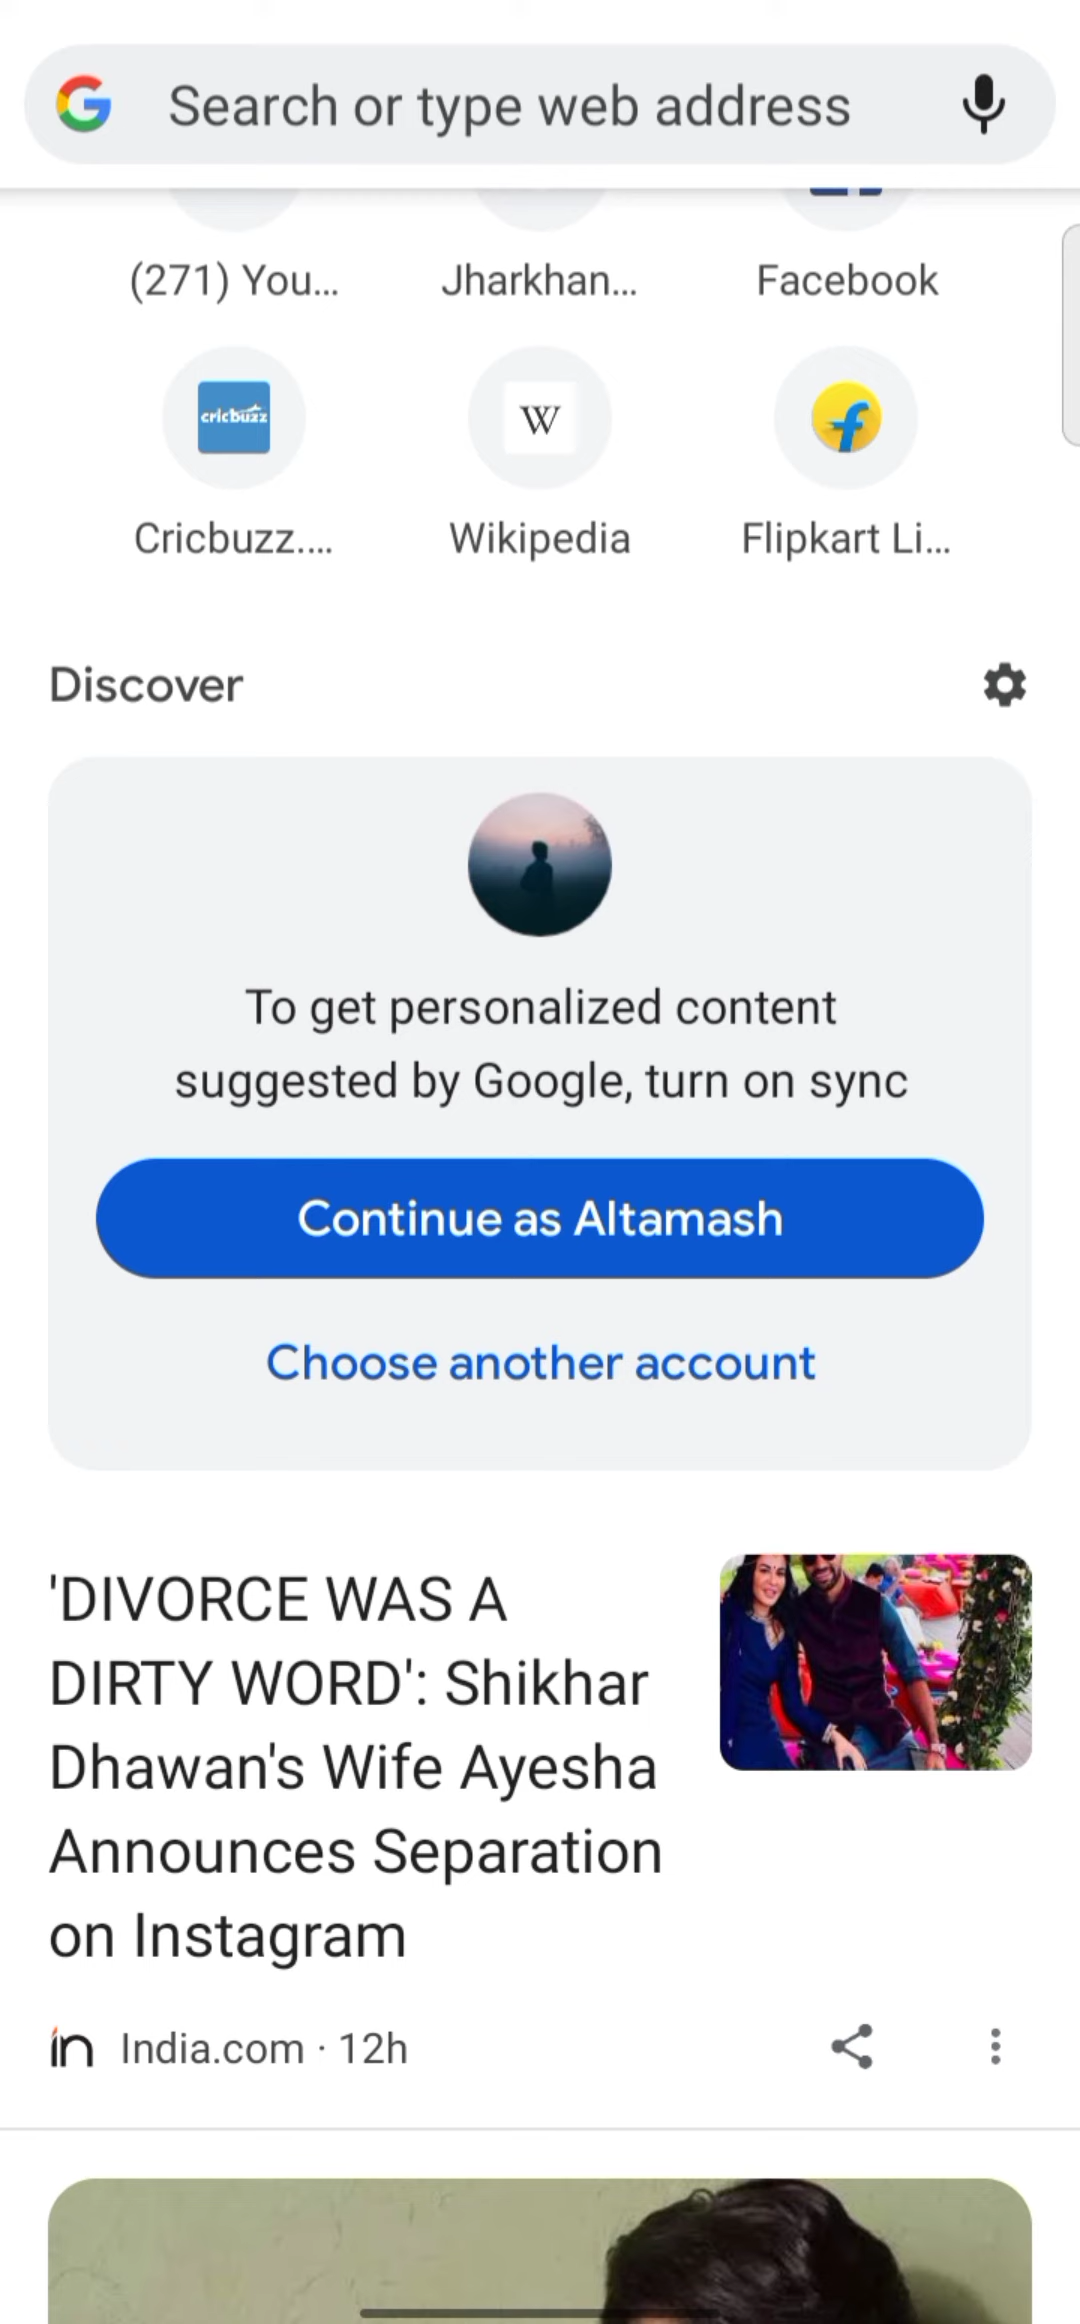 Search or type web address
(271) You...
Jharkhan...
Facebook
cricbuzz
W
Cricbuzz....
Wikipedia
Flipkart Li...
Discover
To get personalized content
suggested by Google, turn on sync
Continue as Altamash
Choose another account
'DIVORCE WAS A
DIRTY WORD': Shikhar
Dhawan's Wife Ayesha
Announces Separation
on Instagram
in India.com · 12h